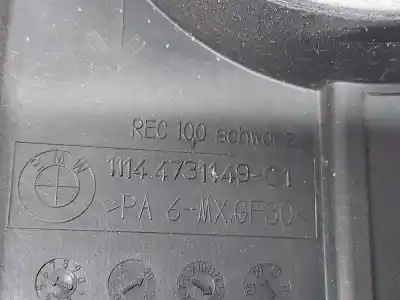 REC 100 schwarz
BMW
1114.4731149-01
>PA 6-MX.GF30<